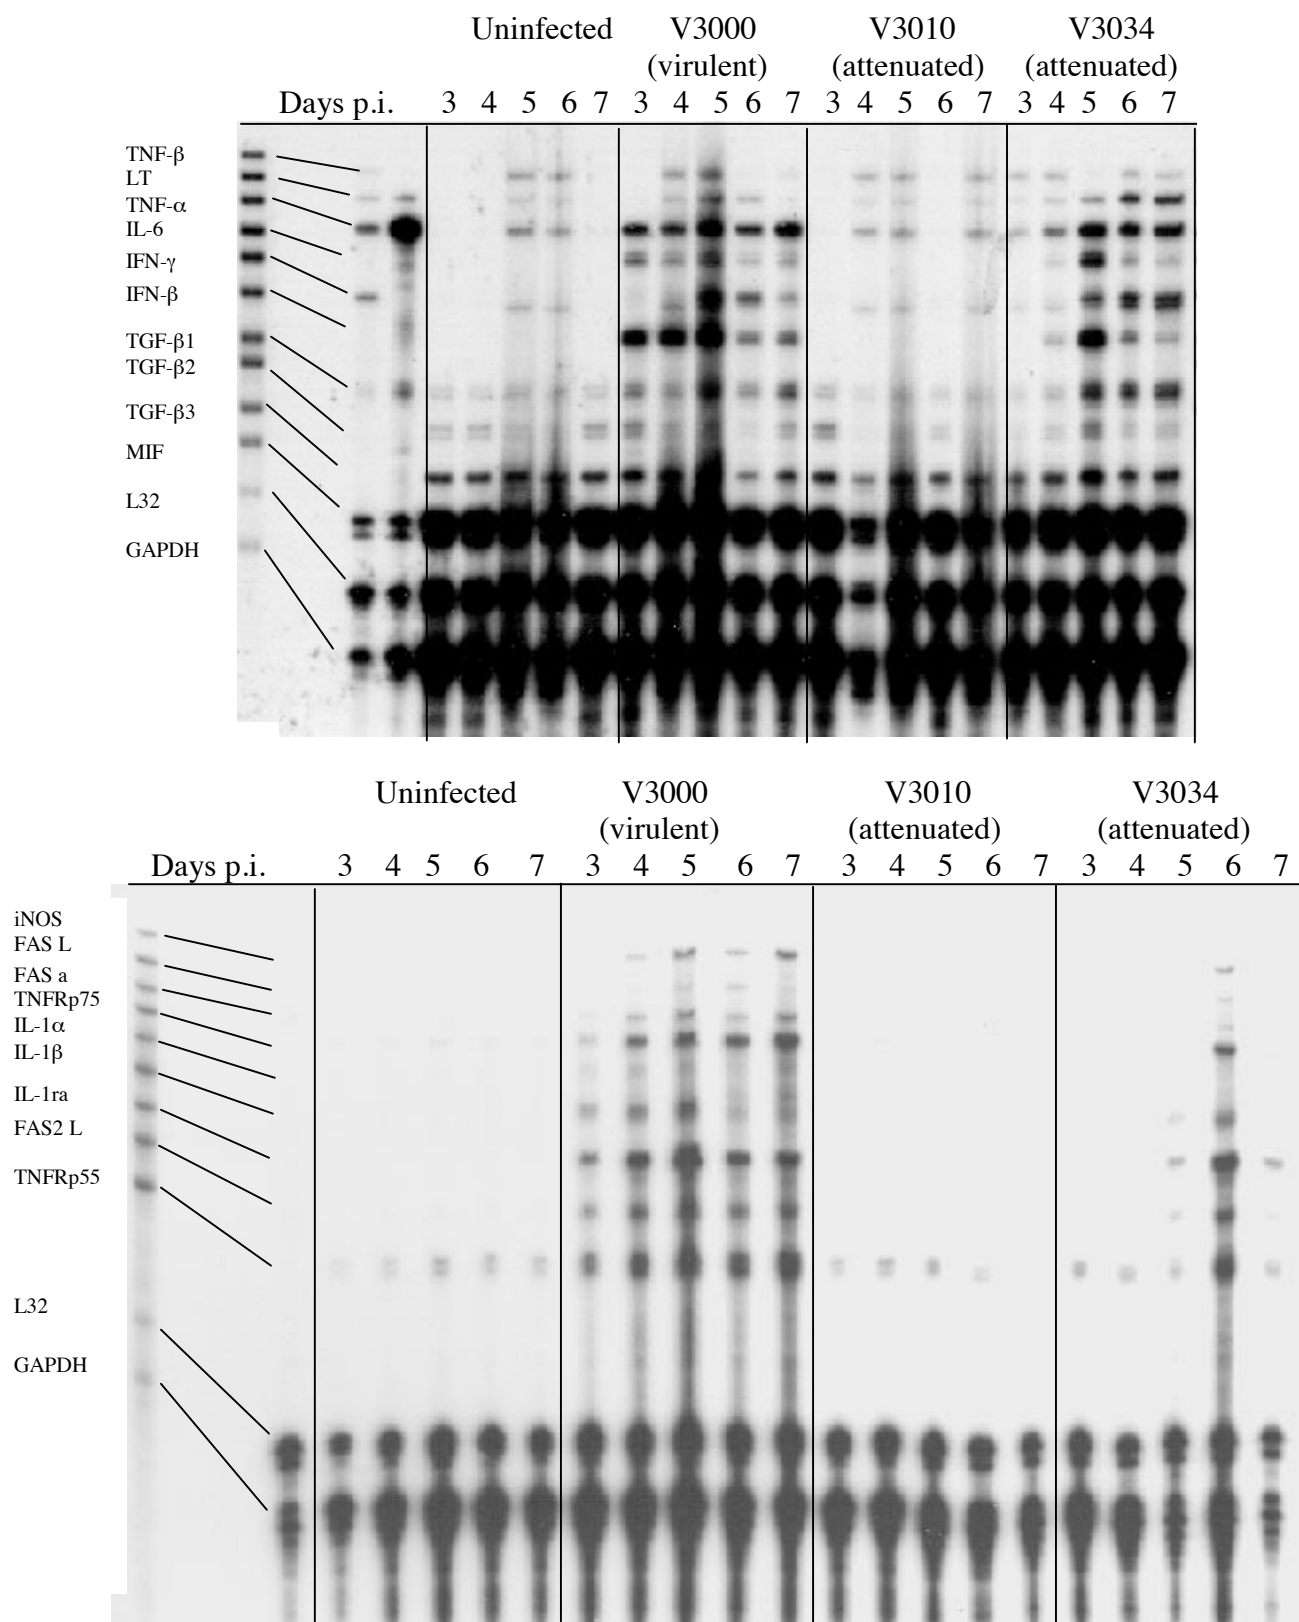 Uninfected V3000 V3010 V3034
(virulent) (attenuated) (attenuated)
Days p.i. 3 4 5 6 7 3 4 5 6 7 3 4 5 6 7 3 4 5 6 7
TNF-β
LT
TNF-α
IL-6
IFN-γ
IFN-β
TGF-β1
TGF-β2
TGF-β3
MIF
L32
GAPDH
Uninfected V3000 V3010 V3034
(virulent) (attenuated) (attenuated)
Days p.i. 3 4 5 6 7 3 4 5 6 7 3 4 5 6 7 3 4 5 6 7
iNOS
FAS L
FAS a
TNFRp75
IL-1α
IL-1β
IL-1ra
FAS2 L
TNFRp55
L32
GAPDH